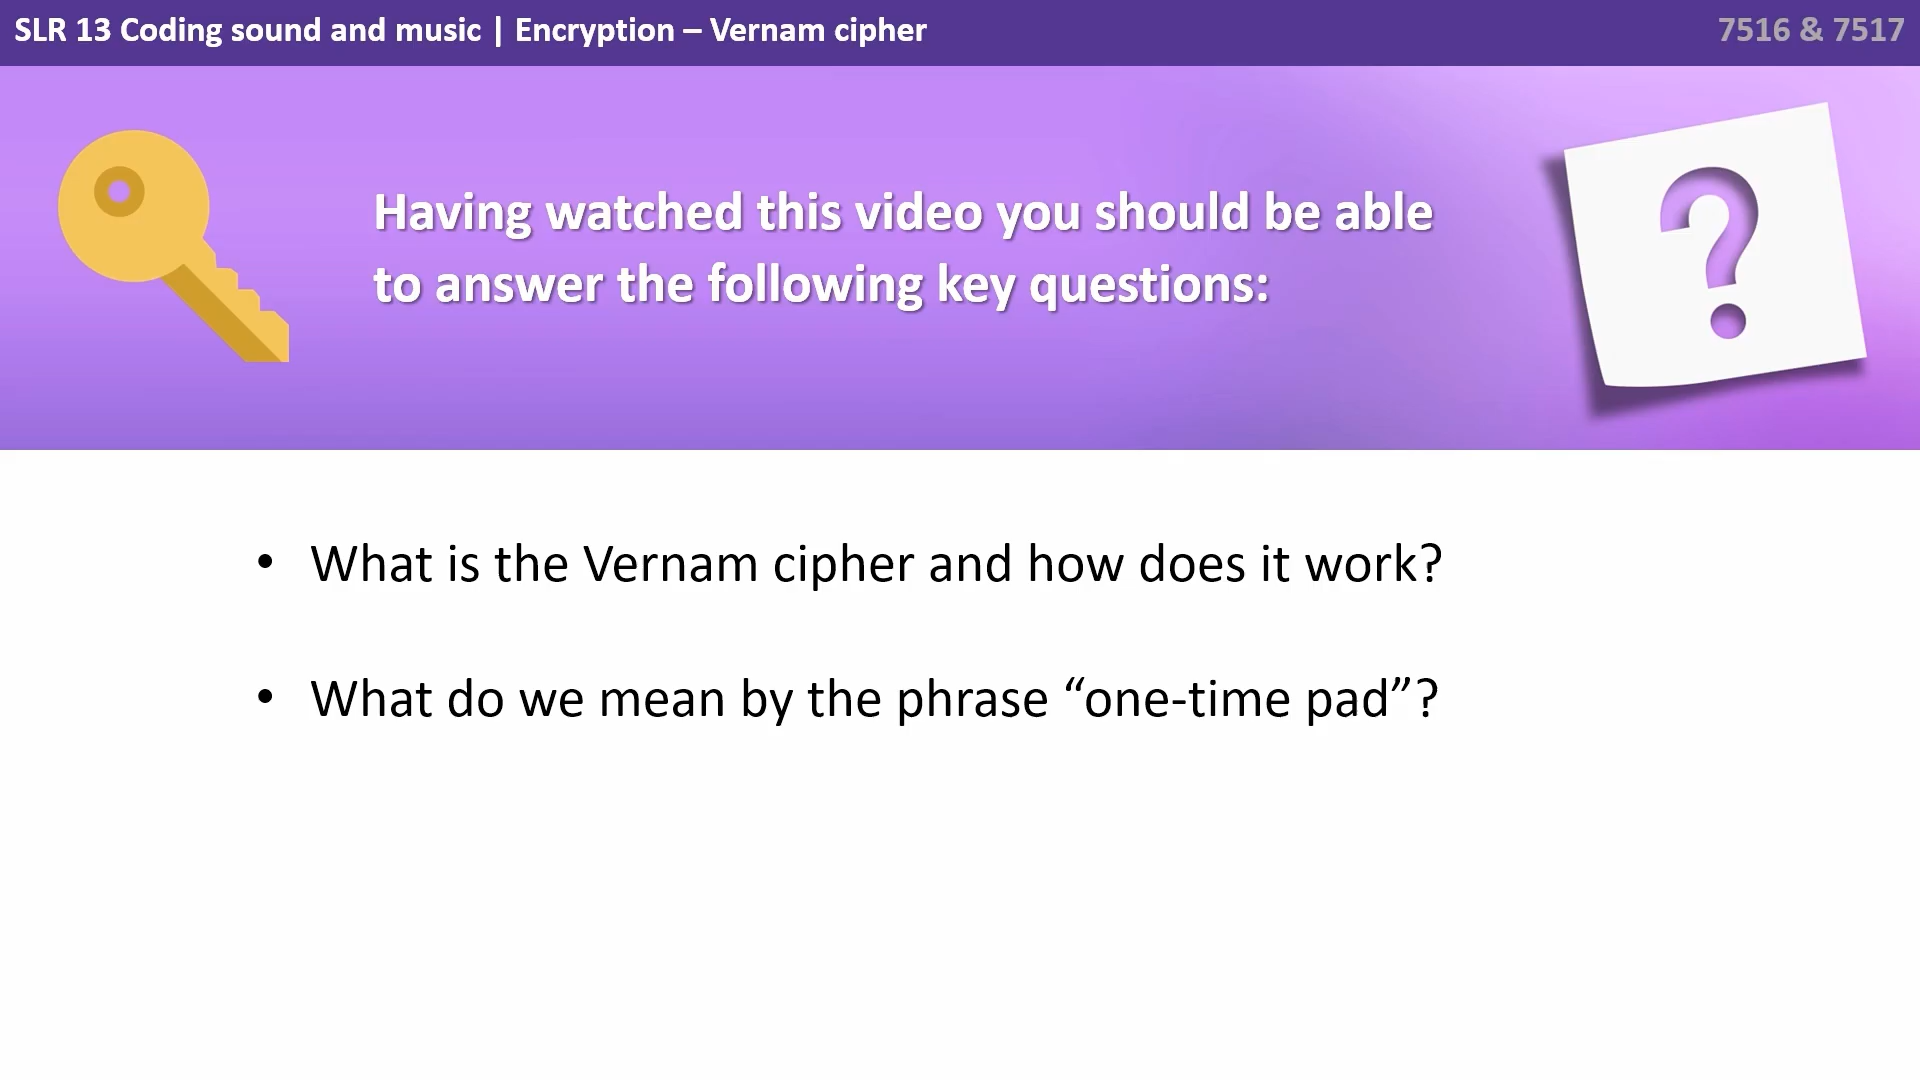 SLR 13 Coding sound and music | Encryption – Vernam cipher
7516 & 7517
Having watched this video you should be able
to answer the following key questions:
?
• What is the Vernam cipher and how does it work?
• What do we mean by the phrase “one-time pad”?